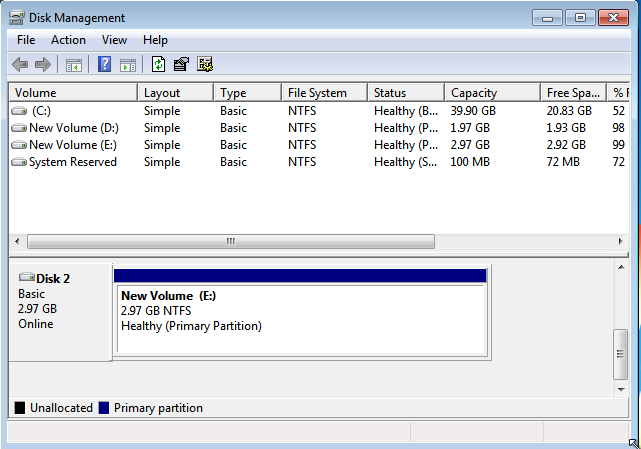 Disk Management
File Action View Help
Volume Layout Type File System Status Capacity Free Spa... % F
(C:) Simple Basic NTFS Healthy (B... 39.90 GB 20.83 GB 52
New Volume (D:) Simple Basic NTFS Healthy (P... 1.97 GB 1.93 GB 98
New Volume (E:) Simple Basic NTFS Healthy (P... 2.97 GB 2.92 GB 99
System Reserved Simple Basic NTFS Healthy (S... 100 MB 72 MB 72
Disk 2
Basic
2.97 GB
Online
New Volume (E:)
2.97 GB NTFS
Healthy (Primary Partition)
Unallocated Primary partition